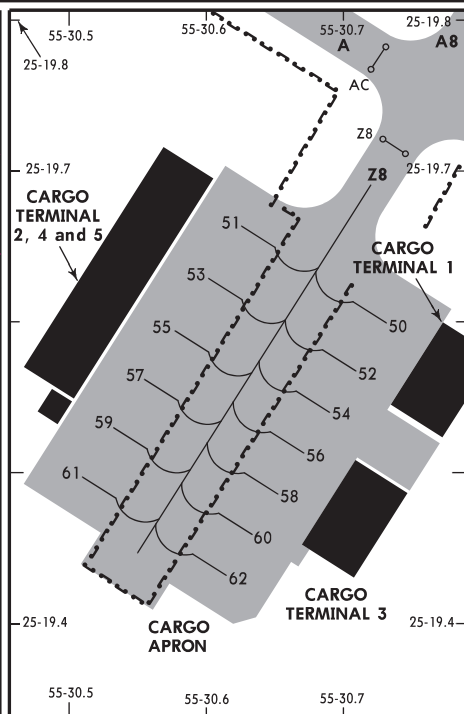 55-30.5
55-30.6
55-30.7
25-19.8
A
A8
25-19.8
AC
Z8
25-19.7
25-19.7
Z8
CARGO
TERMINAL
2, 4 and 5
51
CARGO
TERMINAL 1
53
50
55
52
57
54
59
56
61
58
60
62
CARGO
TERMINAL 3
25-19.4
25-19.4
CARGO
APRON
55-30.5
55-30.6
55-30.7